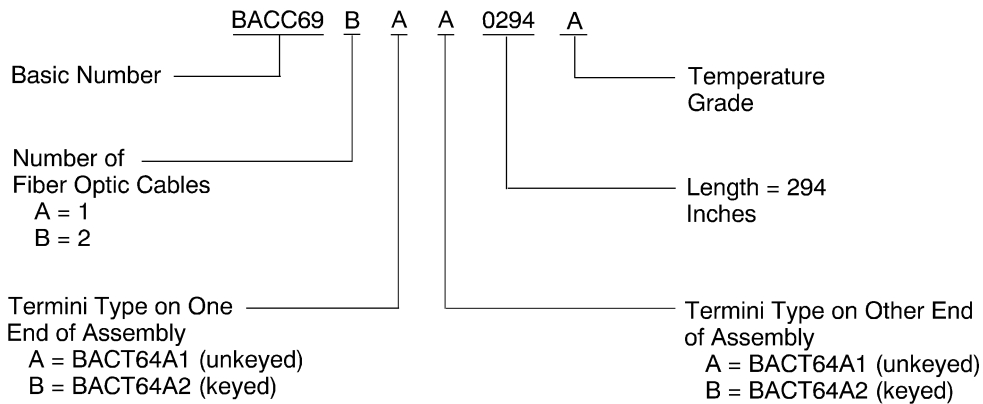 BACC69 B A A 0294 A
Basic Number
Temperature
Grade
Number of
Fiber Optic Cables
A = 1
B = 2
Length = 294
Inches
Termini Type on One
End of Assembly
A = BACT64A1 (unkeyed)
B = BACT64A2 (keyed)
Termini Type on Other End
of Assembly
A = BACT64A1 (unkeyed)
B = BACT64A2 (keyed)